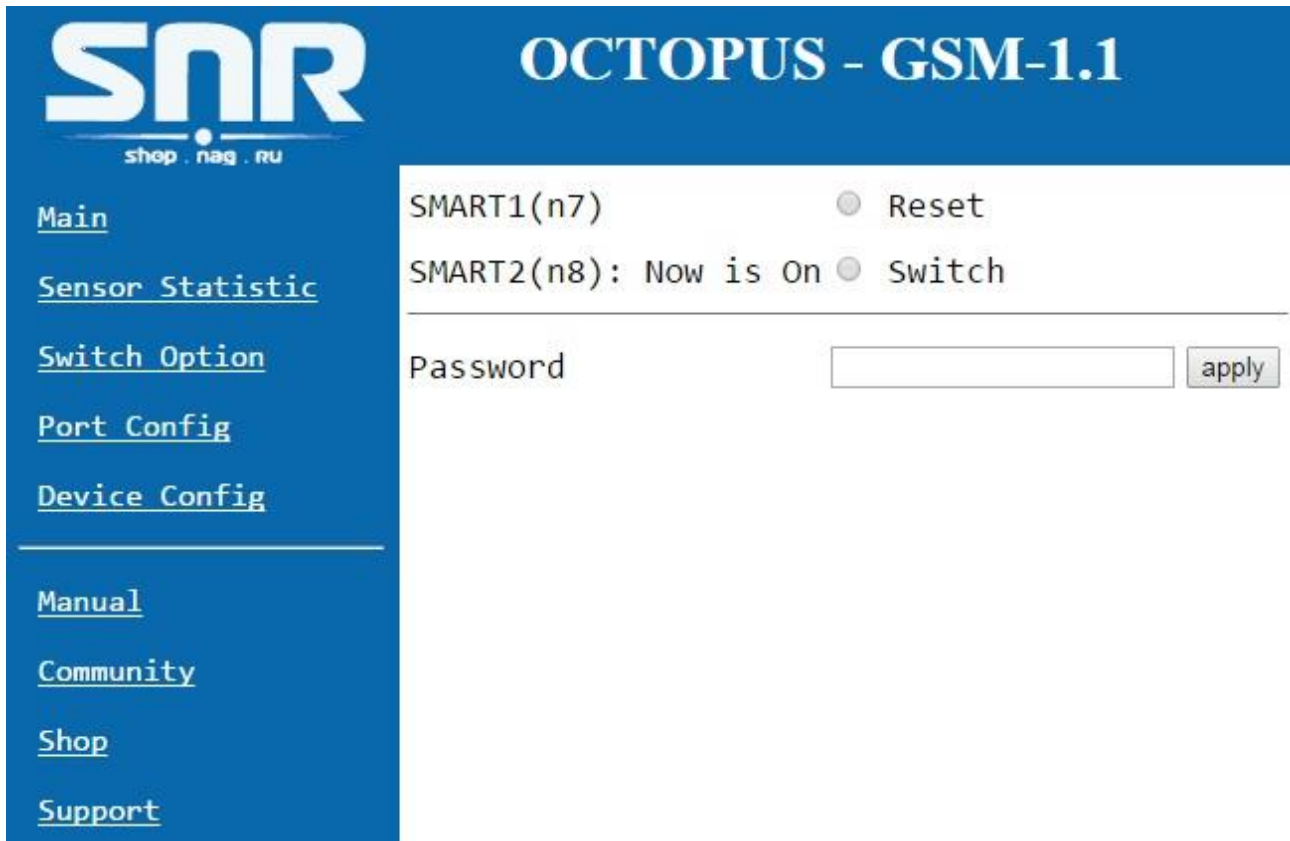 SNR
shop . nag . RU
OCTOPUS - GSM-1.1
Main
Sensor Statistic
Switch Option
Port Config
Device Config
Manual
Community
Shop
Support
SMART1(n7) Reset
SMART2(n8): Now is On Switch
Password apply